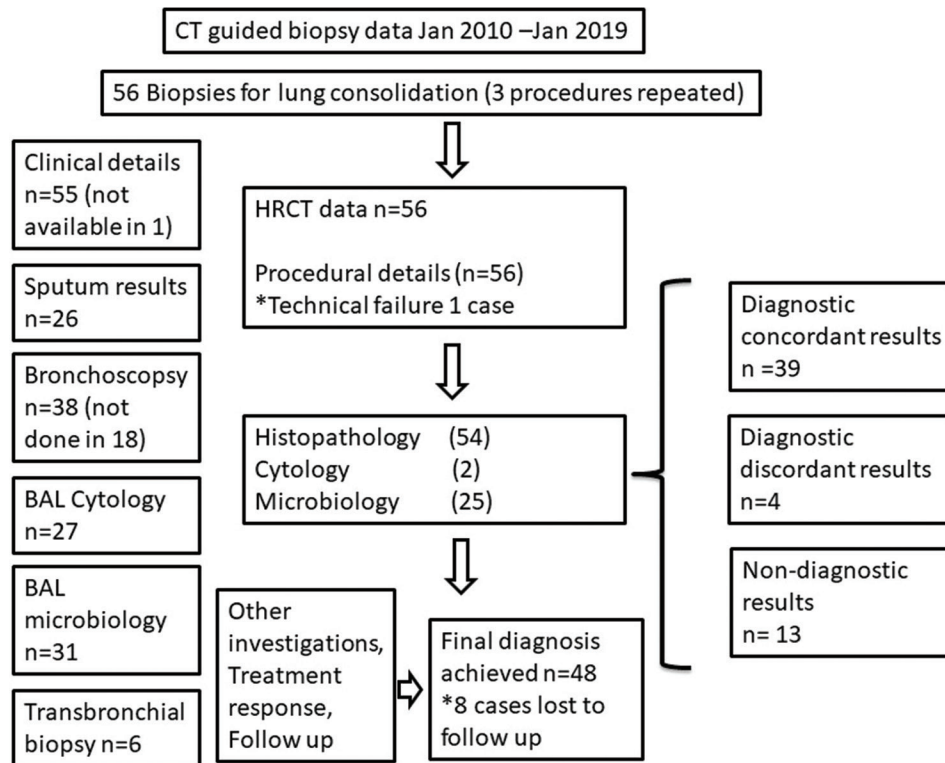 CT guided biopsy data Jan 2010 –Jan 2019
56 Biopsies for lung consolidation (3 procedures repeated)
Clinical details
n=55 (not
available in 1)
Sputum results
n=26
Bronchoscopsy
n=38 (not
done in 18)
BAL Cytology
n=27
BAL
microbiology
n=31
Transbronchial
biopsy n=6
HRCT data n=56
Procedural details (n=56)
*Technical failure 1 case
Histopathology (54)
Cytology (2)
Microbiology (25)
Other
investigations,
Treatment
response,
Follow up
Final diagnosis
achieved n=48
*8 cases lost to
follow up
Diagnostic
concordant results
n =39
Diagnostic
discordant results
n=4
Non-diagnostic
results
n= 13